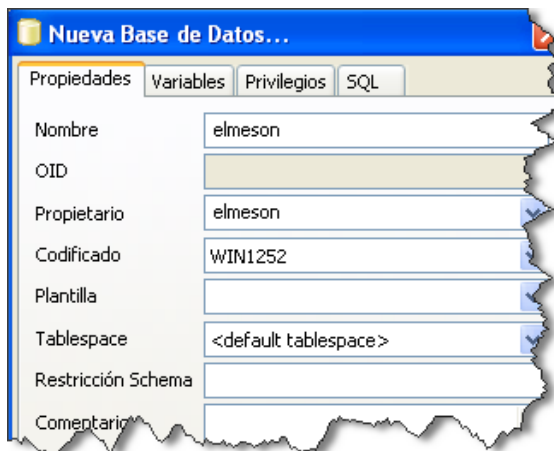 Nueva Base de Datos...
Propiedades Variables Privilegios SQL
Nombre elmeson
OID
Propietario elmeson
Codificado WIN1252
Plantilla
Tablespace <default tablespace>
Restricción Schema
Comentario